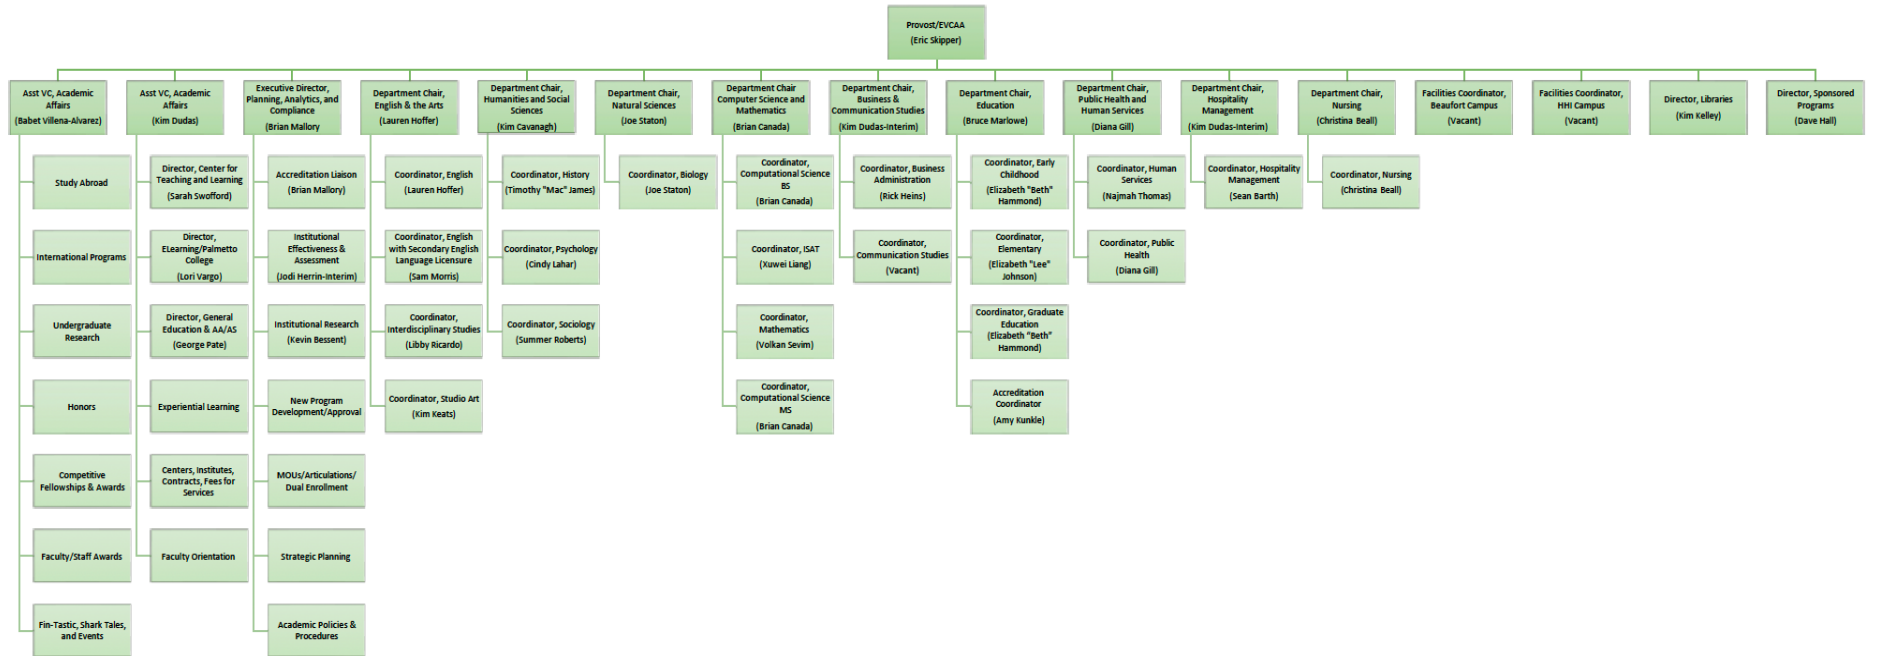 Provost/EVCAA
(Eric Skipper)
Asst VC, Academic
Affairs
(Babet Villena-Alvarez)
Asst VC, Academic
Affairs
(Kim Dudas)
Executive Director,
Planning, Analytics, and
Compliance
(Brian Mallory
Department Chair,
English & the Arts
(Lauren Hoffer)
Department Chair,
Humanities and Social
Sciences
(Kim Cavanagh)
Department Chair,
Natural Sciences
(Joe Staton)
Department Chair
Computer Science and
Mathematics
(Brian Canada)
Department Chair,
Business &
Communication Studies
(Kim Dudas-Interim)
Department Chair,
Education
(Bruce Marlowe)
Department Chair,
Public Health and
Human Services
(Diana Gill)
Department Chair,
Hospitality
Management
(Kim Dudas-Interim)
Department Chair,
Nursing
(Christina Beall)
Facilities Coordinator,
Beaufort Campus
(Vacant)
Facilities Coordinator,
HHI Campus
(Vacant)
Director, Libraries
(Kim Kelley)
Director, Sponsored
Programs
(Dave Hall)
Study Abroad
Director, Center for
Teaching and Learning
(Sarah Swofford)
Accreditation Liaison
(Brian Mallory)
Coordinator, English
(Lauren Hoffer)
Coordinator, History
(Timothy "Mac" James)
Coordinator, Biology
(Joe Staton)
Coordinator,
Computational Science
BS
(Brian Canada)
Coordinator, Business
Administration
(Rick Heins)
Coordinator, Early
Childhood
(Elizabeth "Beth"
Hammond)
Coordinator, Human
Services
(Najmah Thomas)
Coordinator, Hospitality
Management
(Sean Barth)
Coordinator, Nursing
(Christina Beall)
International Programs
Director,
ELearning/Palmetto
College
(Lori Vargo)
Institutional
Effectiveness &
Assessment
(Jodi Herrin-Interim)
Coordinator, English
with Secondary English
Language Licensure
(Sam Morris)
Coordinator, Psychology
(Cindy Lahar)
Coordinator, ISAT
(Xuwei Liang)
Coordinator,
Communication Studies
(Vacant)
Coordinator,
Elementary
(Elizabeth "Lee"
Johnson)
Coordinator, Public
Health
(Diana Gill)
Undergraduate
Research
Director, General
Education & AA/AS
(George Pate)
Institutional Research
(Kevin Bessent)
Coordinator,
Interdisciplinary Studies
(Libby Ricardo)
Coordinator, Sociology
(Summer Roberts)
Coordinator,
Mathematics
(Volkan Sevim)
Coordinator, Graduate
Education
(Elizabeth "Beth"
Hammond)
Honors
Experiential Learning
New Program
Development/Approval
Coordinator, Studio Art
(Kim Keats)
Coordinator,
Computational Science
MS
(Brian Canada)
Accreditation
Coordinator
(Amy Kunkle)
Competitive
Fellowships & Awards
Centers, Institutes,
Contracts, Fees for
Services
MOUs/Articulations/
Dual Enrollment
Faculty/Staff Awards
Faculty Orientation
Strategic Planning
Fin-Tastic, Shark Tales,
and Events
Academic Policies &
Procedures